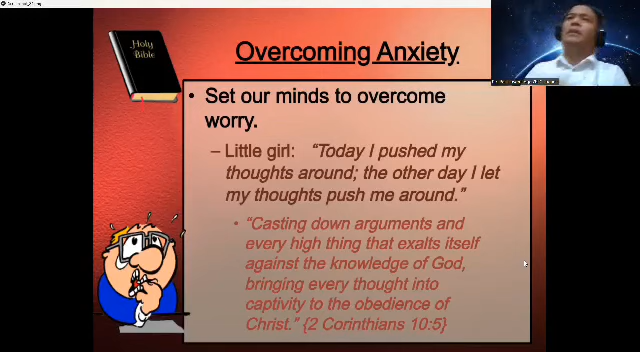 Holy
Bible
Overcoming Anxiety
• Set our minds to overcome
worry.
– Little girl: “Today I pushed my
thoughts around; the other day I let
my thoughts push me around.”
• “Casting down arguments and
every high thing that exalts itself
against the knowledge of God,
bringing every thought into
captivity to the obedience of
Christ.” {2 Corinthians 10:5}